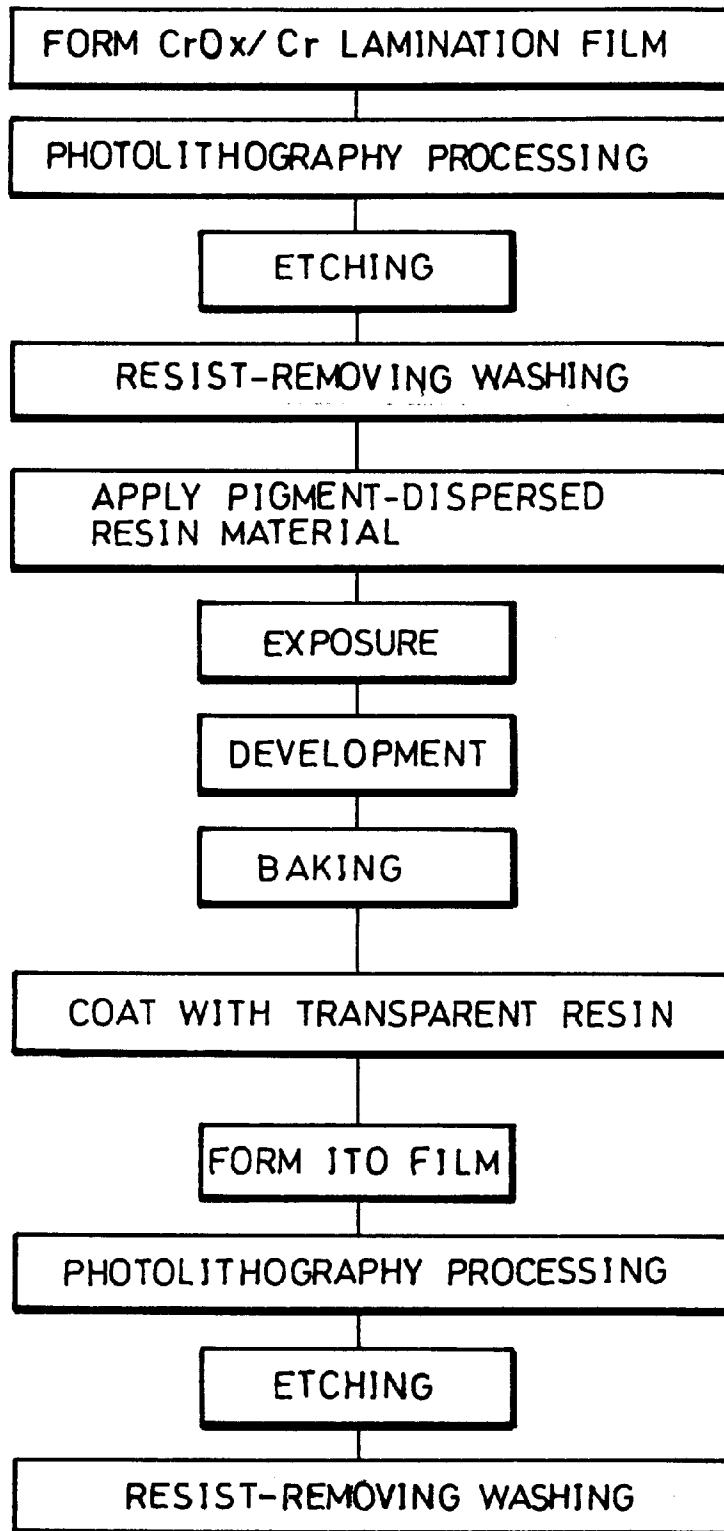 FORM CrOx/Cr LAMINATION FILM
PHOTOLITHOGRAPHY PROCESSING
ETCHING
RESIST-REMOVING WASHING
APPLY PIGMENT-DISPERSED
RESIN MATERIAL
EXPOSURE
DEVELOPMENT
BAKING
COAT WITH TRANSPARENT RESIN
FORM ITO FILM
PHOTOLITHOGRAPHY PROCESSING
ETCHING
RESIST-REMOVING WASHING